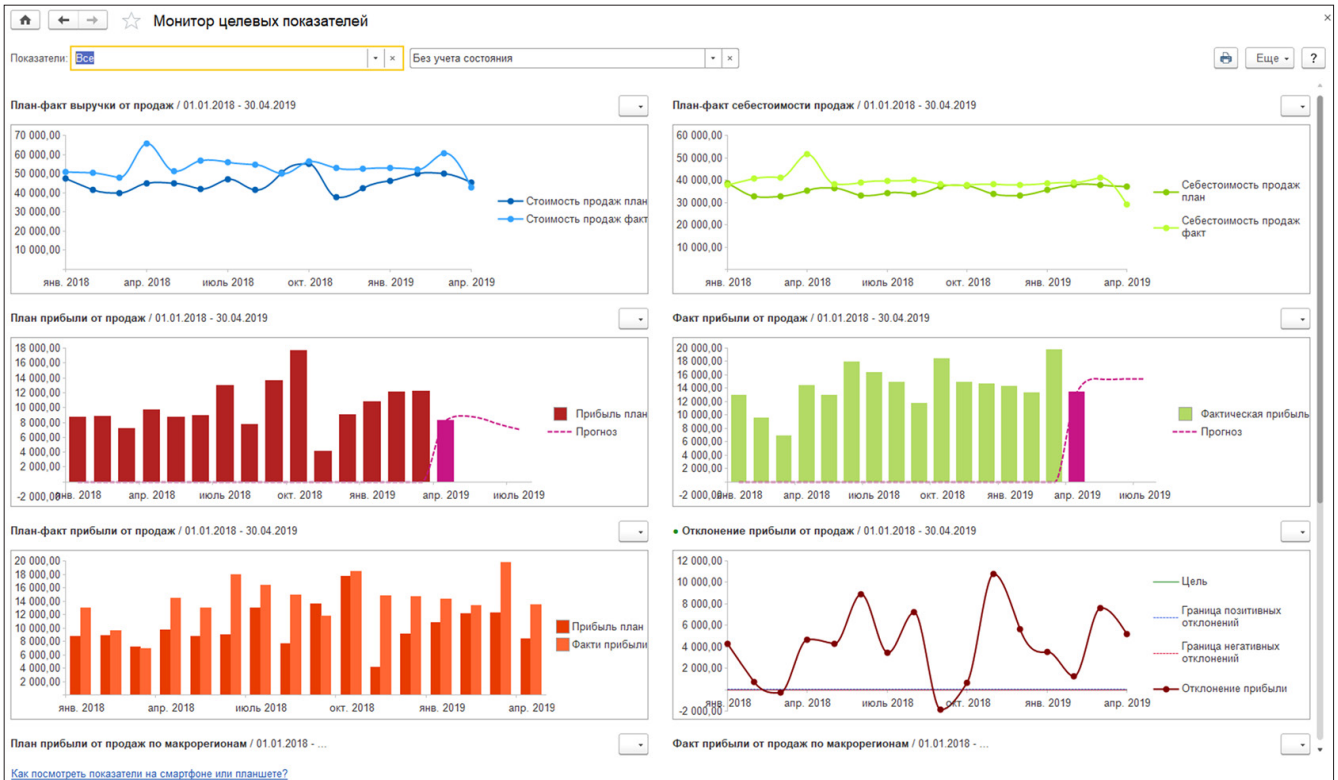 Монитор целевых показателей
Показатели: Все
Без учета состояния
Еще
?
План-факт выручки от продаж / 01.01.2018 - 30.04.2019
70 000,00
60 000,00
50 000,00
40 000,00
30 000,00
20 000,00
10 000,00
Стоимость продаж план
Стоимость продаж факт
янв. 2018 апр. 2018 июль 2018 окт. 2018 янв. 2019 апр. 2019
План-факт себестоимости продаж / 01.01.2018 - 30.04.2019
60 000,00
50 000,00
40 000,00
30 000,00
20 000,00
10 000,00
Себестоимость продаж
план
Себестоимость продаж
факт
янв. 2018 апр. 2018 июль 2018 окт. 2018 янв. 2019 апр. 2019
План прибыли от продаж / 01.01.2018 - 30.04.2019
18 000,00
16 000,00
14 000,00
12 000,00
10 000,00
8 000,00
6 000,00
4 000,00
2 000,00
-2 000,00
Прибыль план
Прогноз
янв. 2018 апр. 2018 июль 2018 окт. 2018 янв. 2019 апр. 2019 июль 2019
Факт прибыли от продаж / 01.01.2018 - 30.04.2019
20 000,00
18 000,00
16 000,00
14 000,00
12 000,00
10 000,00
8 000,00
6 000,00
4 000,00
2 000,00
-2 000,00
Фактическая прибыль
Прогноз
янв. 2018 апр. 2018 июль 2018 окт. 2018 янв. 2019 апр. 2019 июль 2019
План-факт прибыли от продаж / 01.01.2018 - 30.04.2019
20 000,00
18 000,00
16 000,00
14 000,00
12 000,00
10 000,00
8 000,00
6 000,00
4 000,00
2 000,00
Прибыль план
Факти прибыли
янв. 2018 апр. 2018 июль 2018 окт. 2018 янв. 2019 апр. 2019
Отклонение прибыли от продаж / 01.01.2018 - 30.04.2019
12 000,00
10 000,00
8 000,00
6 000,00
4 000,00
2 000,00
-2 000,00
Цель
Граница позитивных
отклонений
Граница негативных
отклонений
Отклонение прибыли
янв. 2018 апр. 2018 июль 2018 окт. 2018 янв. 2019 апр. 2019
План прибыли от продаж по макрорегионам / 01.01.2018 - ...
Факт прибыли от продаж по макрорегионам / 01.01.2018 - ...
Как посмотреть показатели на смартфоне или планшете?